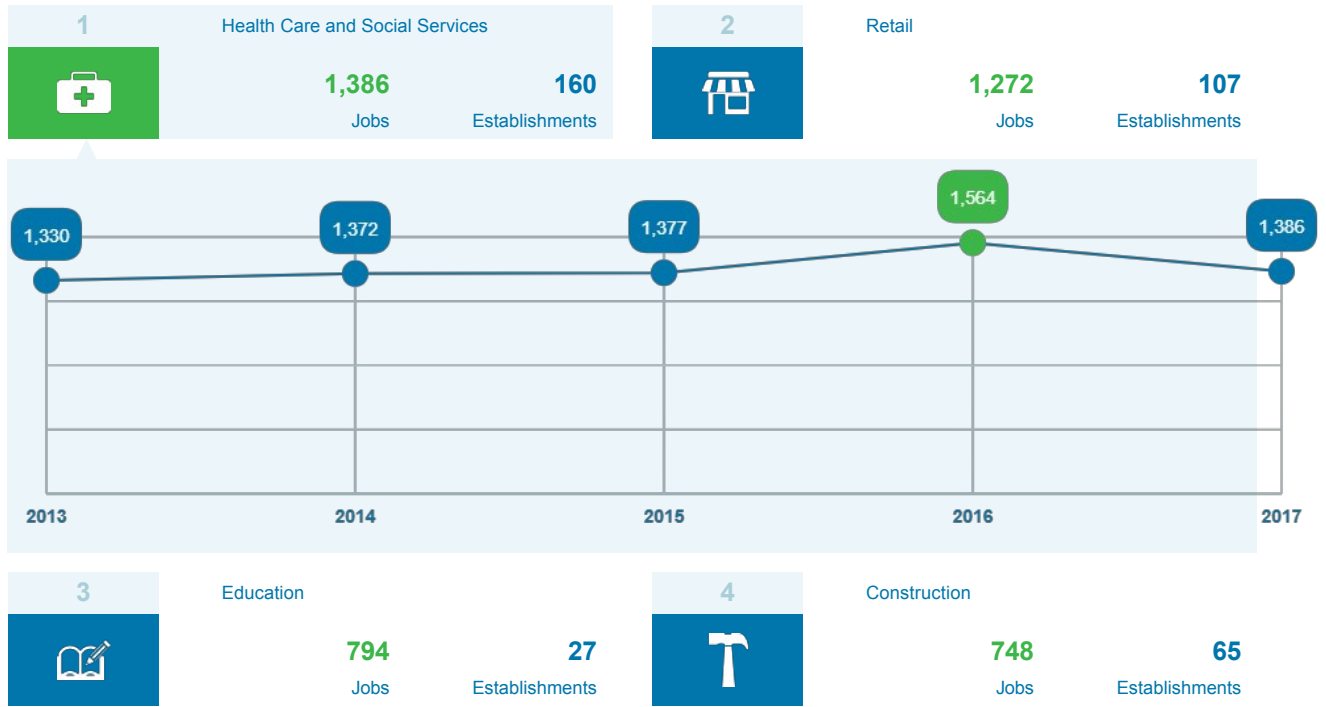 1
Health Care and Social Services
1,386
160
Jobs
Establishments
2
Retail
1,272
107
Jobs
Establishments
1,330
1,372
1,377
1,564
1,386
2013
2014
2015
2016
2017
3
Education
794
27
Jobs
Establishments
4
Construction
748
65
Jobs
Establishments